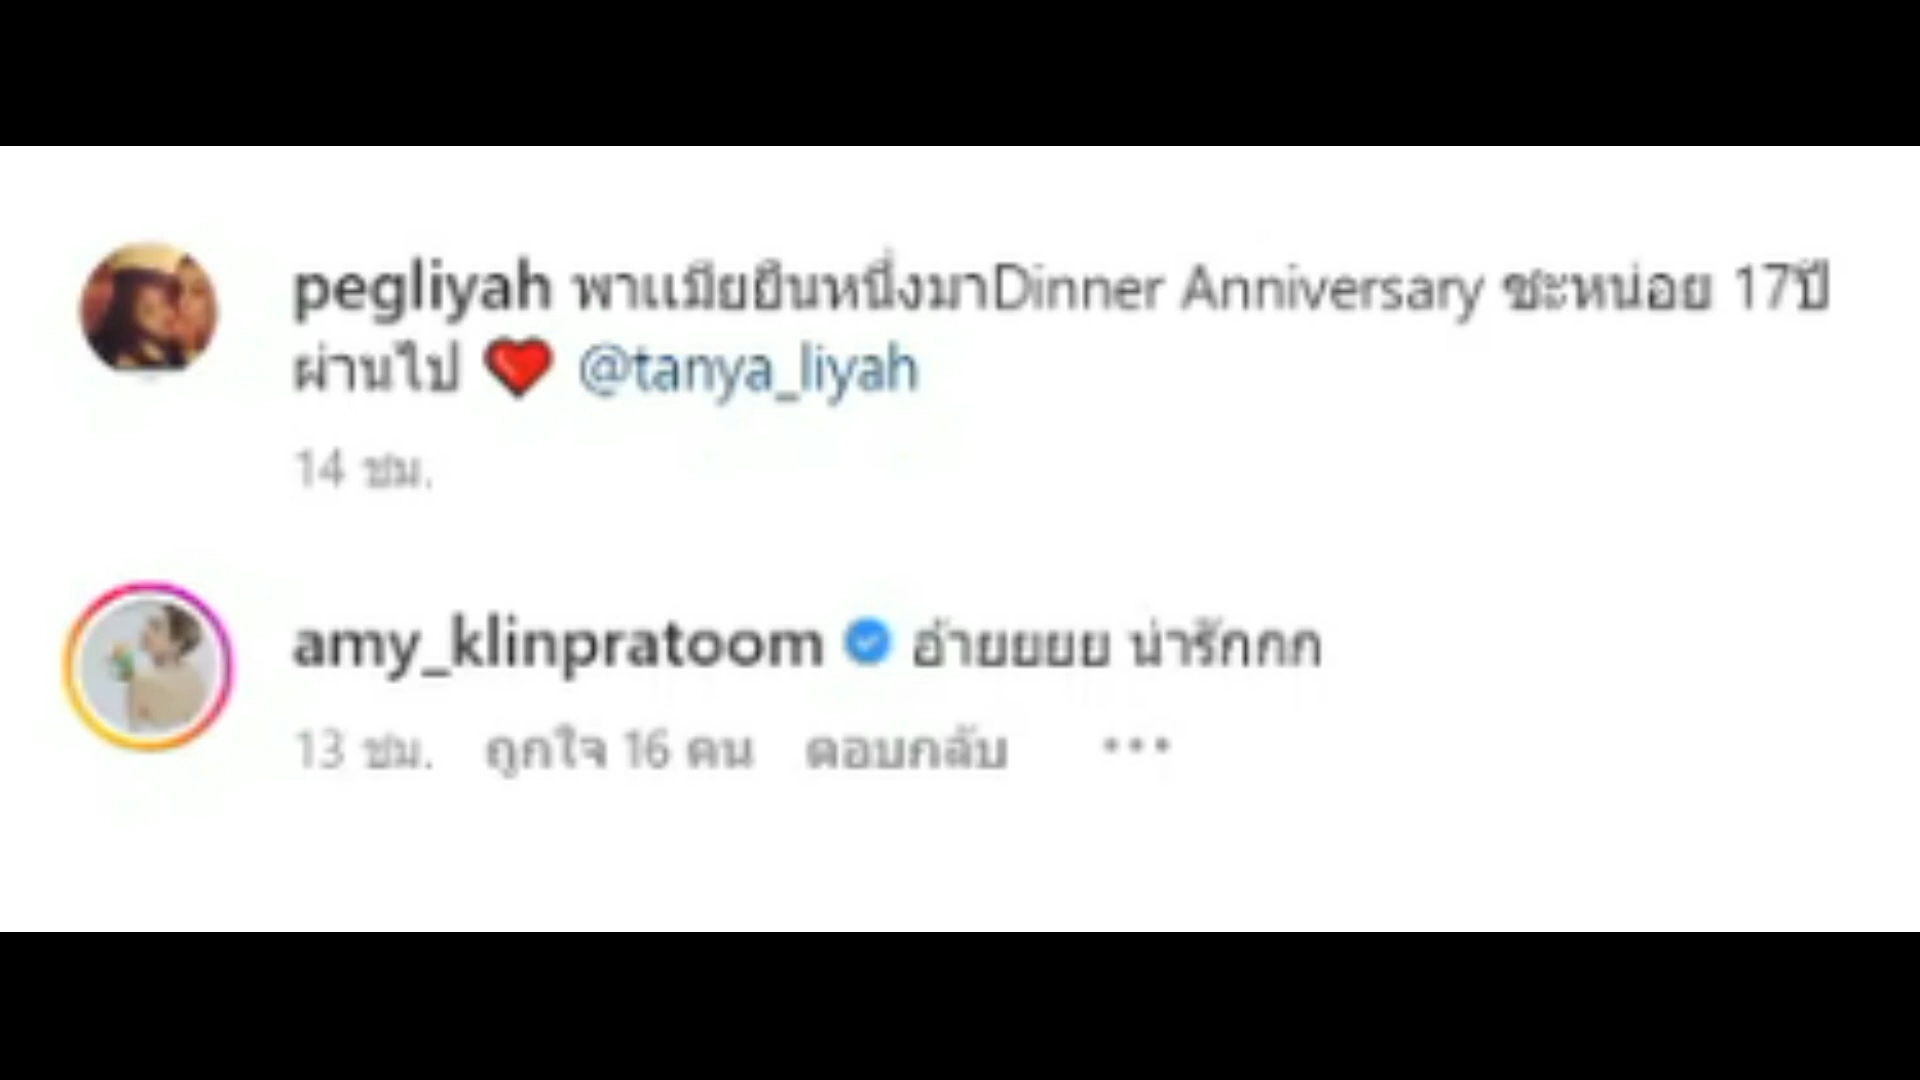 pegliyah พาแมียยืนหนึ่งมาDinner Anniversary ชะหน่อย 17ปี
ผ่านไป ❤️ @tanya_liyah
14 ชม.
amy_klinpratoom อ๋ายยยย น่ารักกก
13 ชม. ถูกใจ 16 คน ตอบกลับ ...